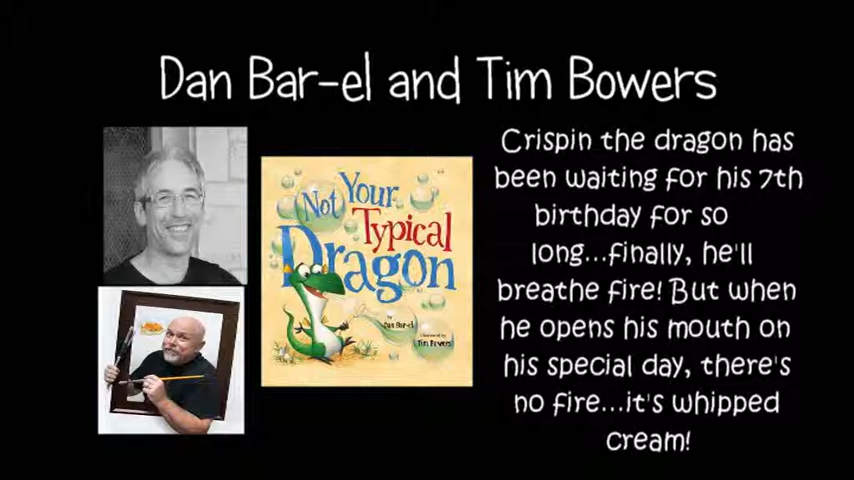 Dan Bar-el and Tim Bowers
Crispin the dragon has
been waiting for his 7th
birthday for so
long...finally, he'll
breathe fire! But when
he opens his mouth on
his special day, there's
no fire...it's whipped
cream!
Not Your
Typical
Dragon
Dan Bar-el
illustrated by
Tim Bowers